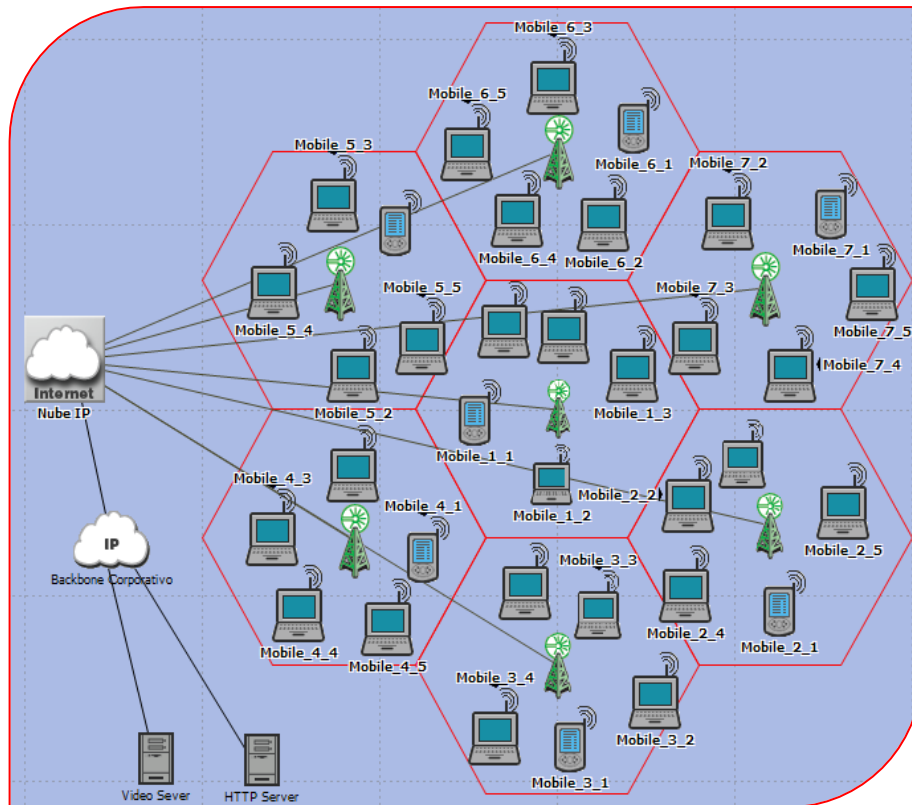 Mobile_6_3
Mobile_6_5
Mobile_5_3
Mobile_6_1
Mobile_7_2
Mobile_6_4
Mobile_6_2
Mobile_7_1
Mobile_5_5
Mobile_7_3
Mobile_5_4
Mobile_7_5
Mobile_7_4
Internet
Nube IP
Mobile_5_2
Mobile_1_3
Mobile_1_1
Mobile_4_3
Mobile_2_2
Mobile_4_1
Mobile_1_2
IP
Mobile_2_5
Backbone Corporativo
Mobile_3_3
Mobile_2_4
Mobile_2_1
Mobile_4_4
Mobile_4_5
Mobile_3_4
Mobile_3_2
Mobile_3_1
Video Sever
HTTP Server